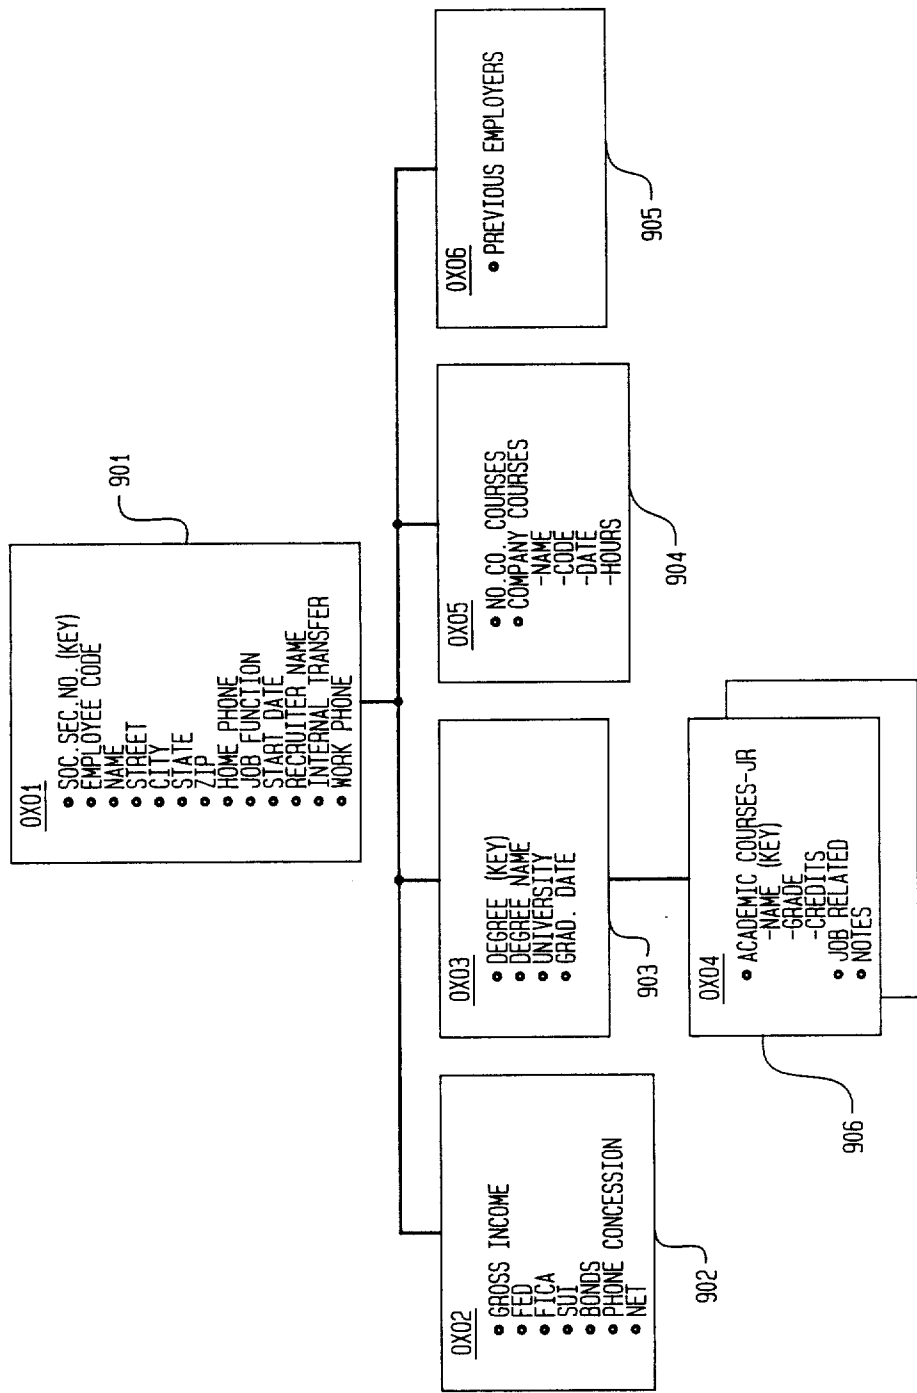 0X01
• SOC.SEC.NO.(KEY)
• EMPLOYEE CODE
• NAME
• STREET
• CITY
• STATE
• ZIP
• HOME PHONE
• JOB FUNCTION
• START DATE
• RECRUITER NAME
• INTERNAL TRANSFER
• WORK PHONE
901
0X02
• GROSS INCOME
• FED
• FICA
• SUI
• BONDS
• PHONE CONCESSION
• NET
902
0X03
• DEGREE (KEY)
• DEGREE NAME
• UNIVERSITY
• GRAD. DATE
903
0X05
• NO.CO. COURSES
• COMPANY COURSES
-NAME
-CODE
-DATE
-HOURS
904
0X06
• PREVIOUS EMPLOYERS
905
0X04
• ACADEMIC COURSES-JR
-NAME (KEY)
-GRADE
-CREDITS
• JOB RELATED
• NOTES
906